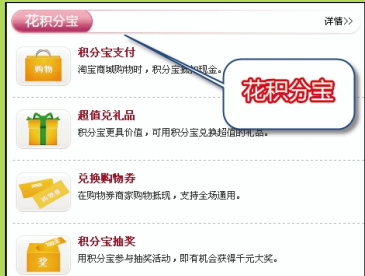 花积分宝
详情>>
积分宝支付
淘宝商城购物时，积分宝抵扣现金。
购物
花积分宝
超值兑礼品
积分宝更具价值，可用积分宝兑换超值的礼品。
兑换购物券
在购物券商家购物抵现，支持全场通用。
积分宝抽奖
用积分宝参与抽奖活动，即有机会获得千元大奖。
奖